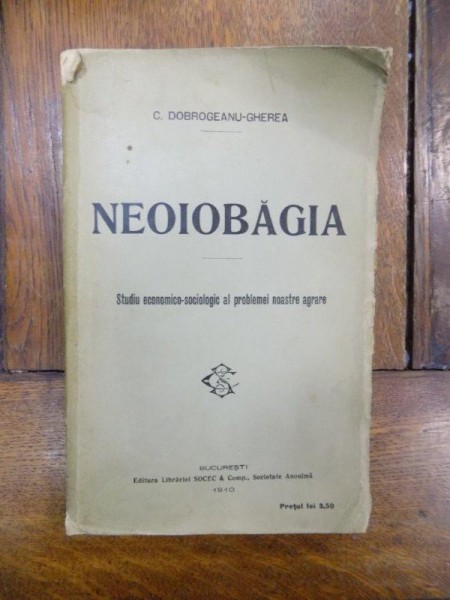 C. DOBROGEANU-GHEREA
NEOIOBĂGIA
Studiu economico-sociologic al problemei noastre agrare
BUCUREȘTI
Editura Librăriei SOCEC & Comp., Societate Anonimă
1910
Prețul lei 3,50